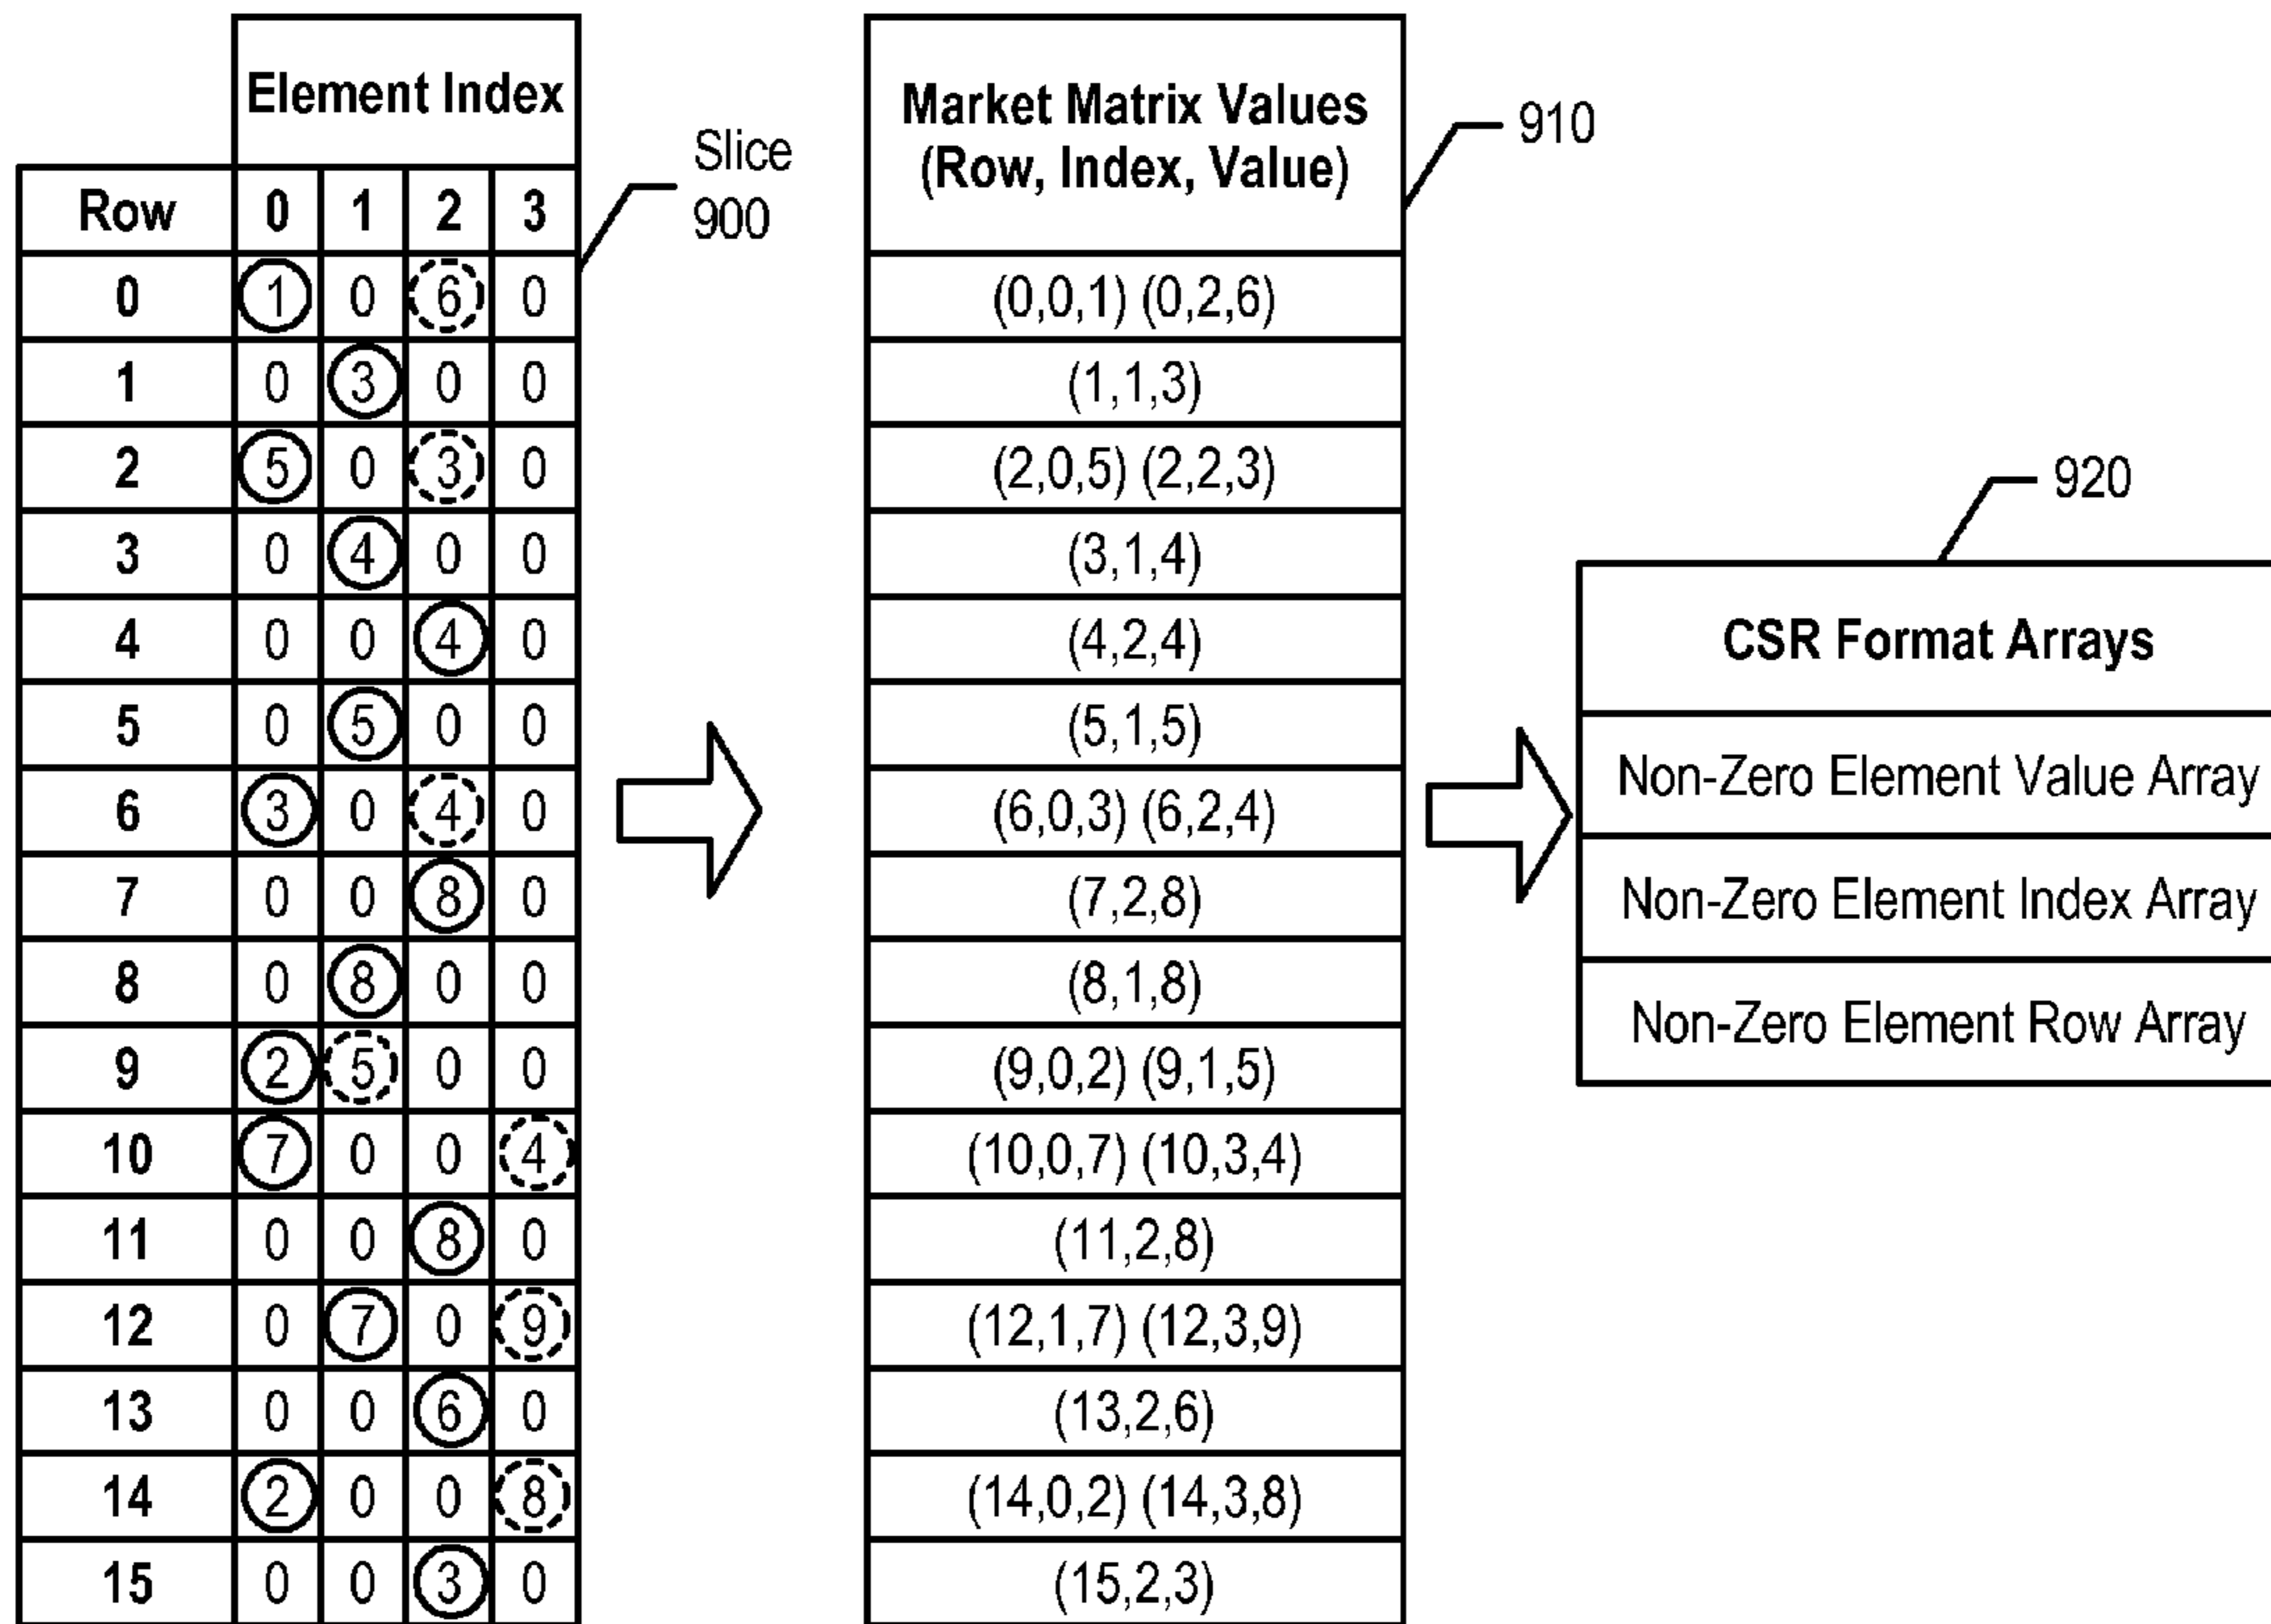 Element Index
Row 0 1 2 3
0 1 0 6 0
1 0 3 0 0
2 5 0 3 0
3 0 4 0 0
4 0 0 4 0
5 0 5 0 0
6 3 0 4 0
7 0 0 8 0
8 0 8 0 0
9 2 5 0 0
10 7 0 0 4
11 0 0 8 0
12 0 7 0 9
13 0 0 6 0
14 2 0 0 8
15 0 0 3 0
Slice
900
Market Matrix Values
(Row, Index, Value)
(0,0,1) (0,2,6)
(1,1,3)
(2,0,5) (2,2,3)
(3,1,4)
(4,2,4)
(5,1,5)
(6,0,3) (6,2,4)
(7,2,8)
(8,1,8)
(9,0,2) (9,1,5)
(10,0,7) (10,3,4)
(11,2,8)
(12,1,7) (12,3,9)
(13,2,6)
(14,0,2) (14,3,8)
(15,2,3)
910
920
CSR Format Arrays
Non-Zero Element Value Array
Non-Zero Element Index Array
Non-Zero Element Row Array